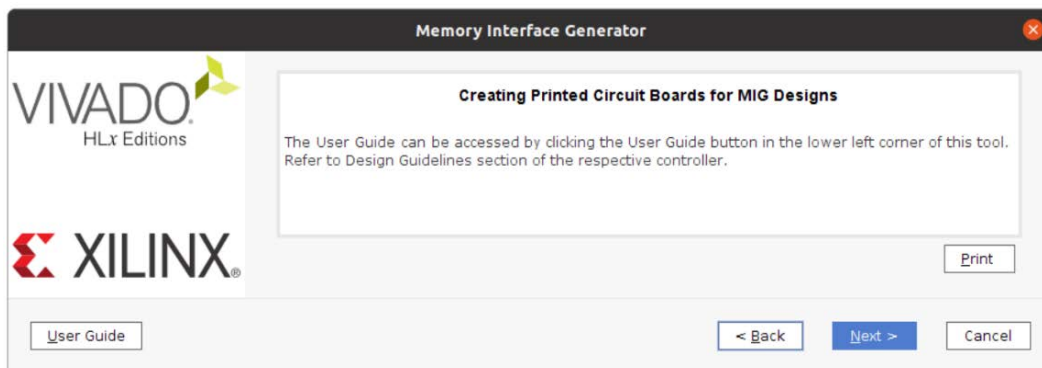 Memory Interface Generator
VIVADO.
HLx Editions
XILINX®
Creating Printed Circuit Boards for MIG Designs
The User Guide can be accessed by clicking the User Guide button in the lower left corner of this tool.
Refer to Design Guidelines section of the respective controller.
Print
User Guide
< Back
Next >
Cancel